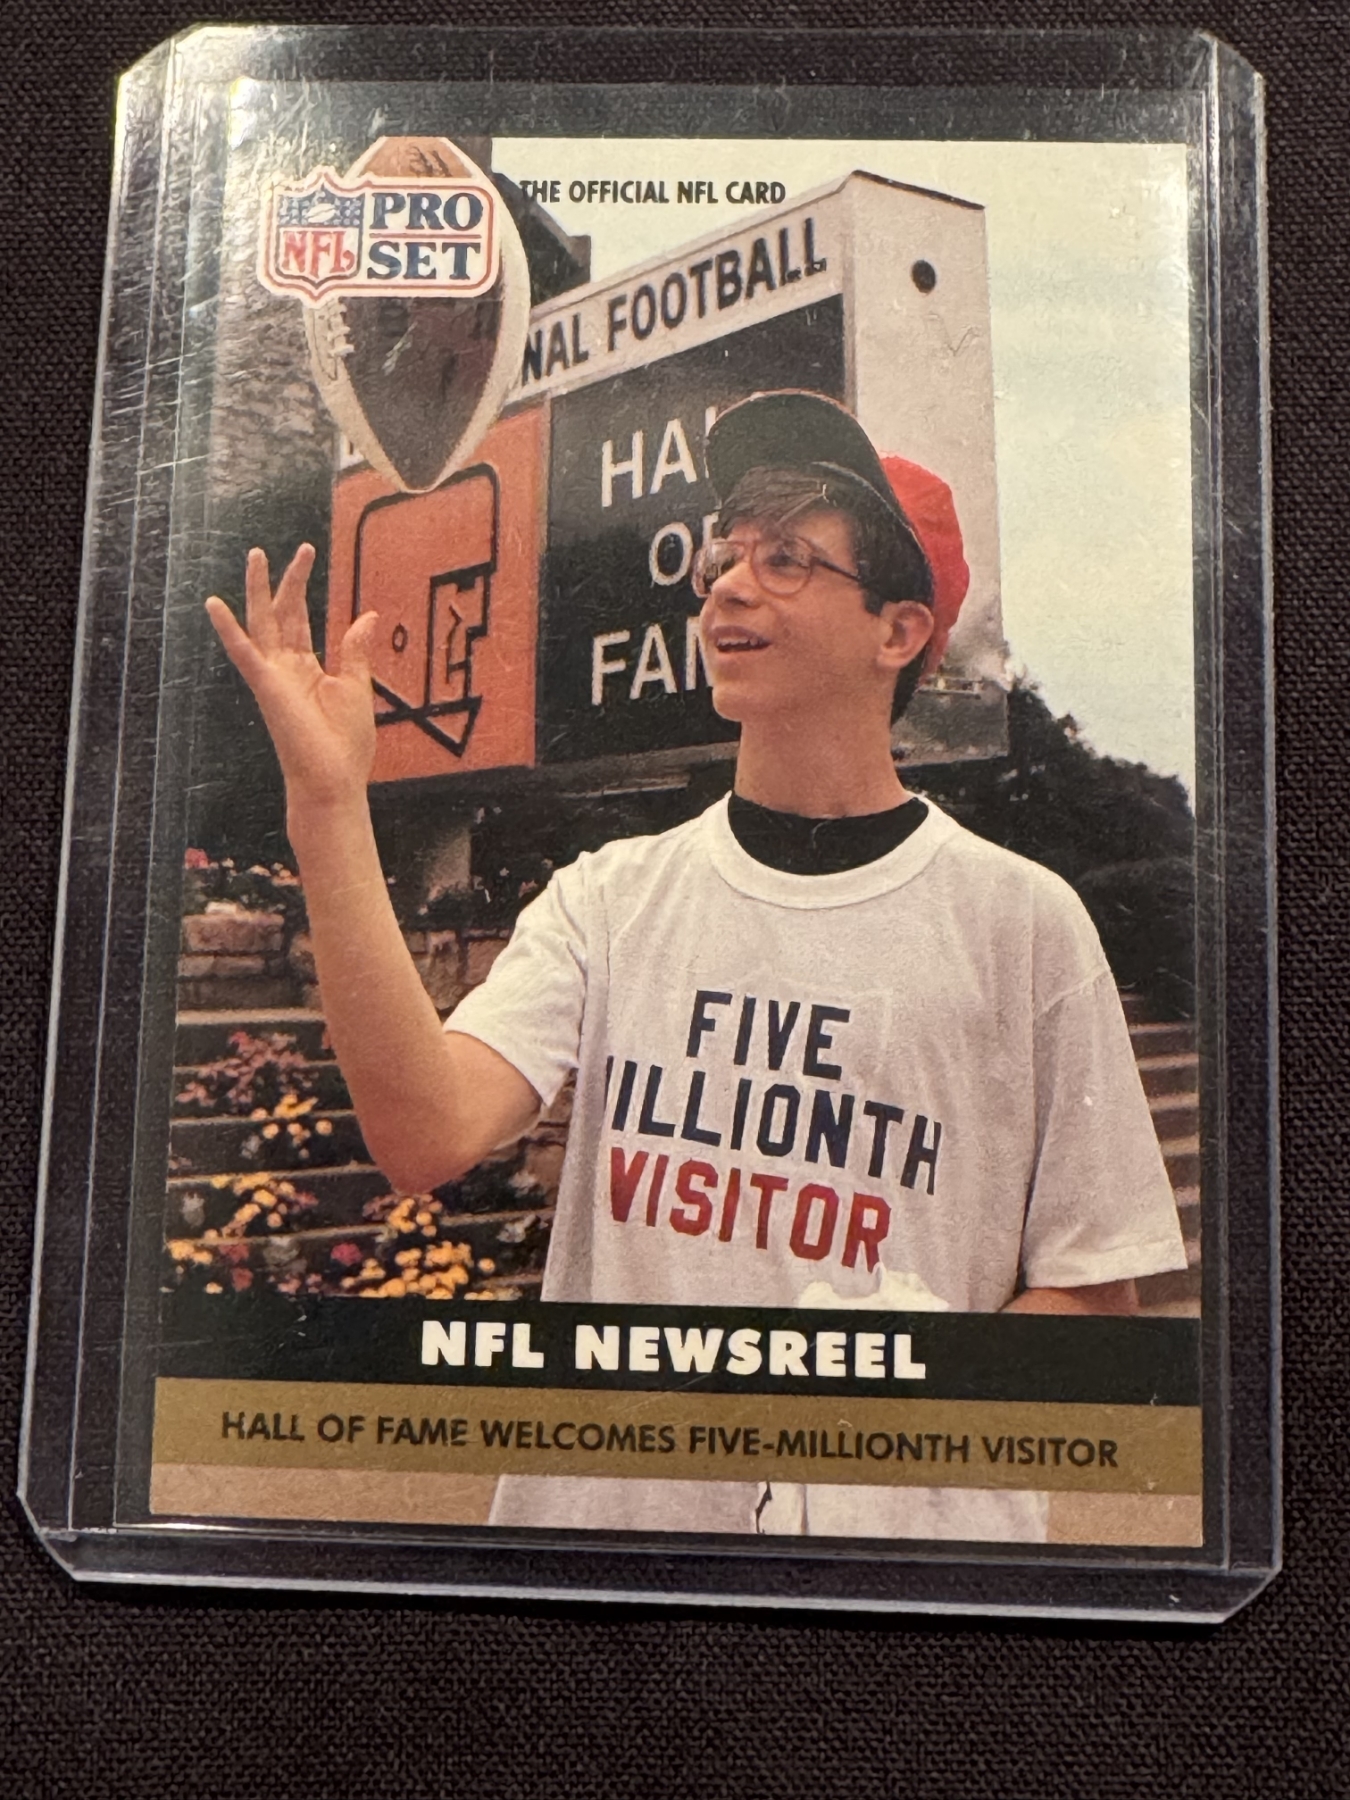 PRO
SET
NFL
THE OFFICIAL NFL CARD
NAL FOOTBALL
HAL
OF
FAM
FIVE
MILLIONTH
VISITOR
NFL NEWSREEL
HALL OF FAME WELCOMES FIVE-MILLIONTH VISITOR